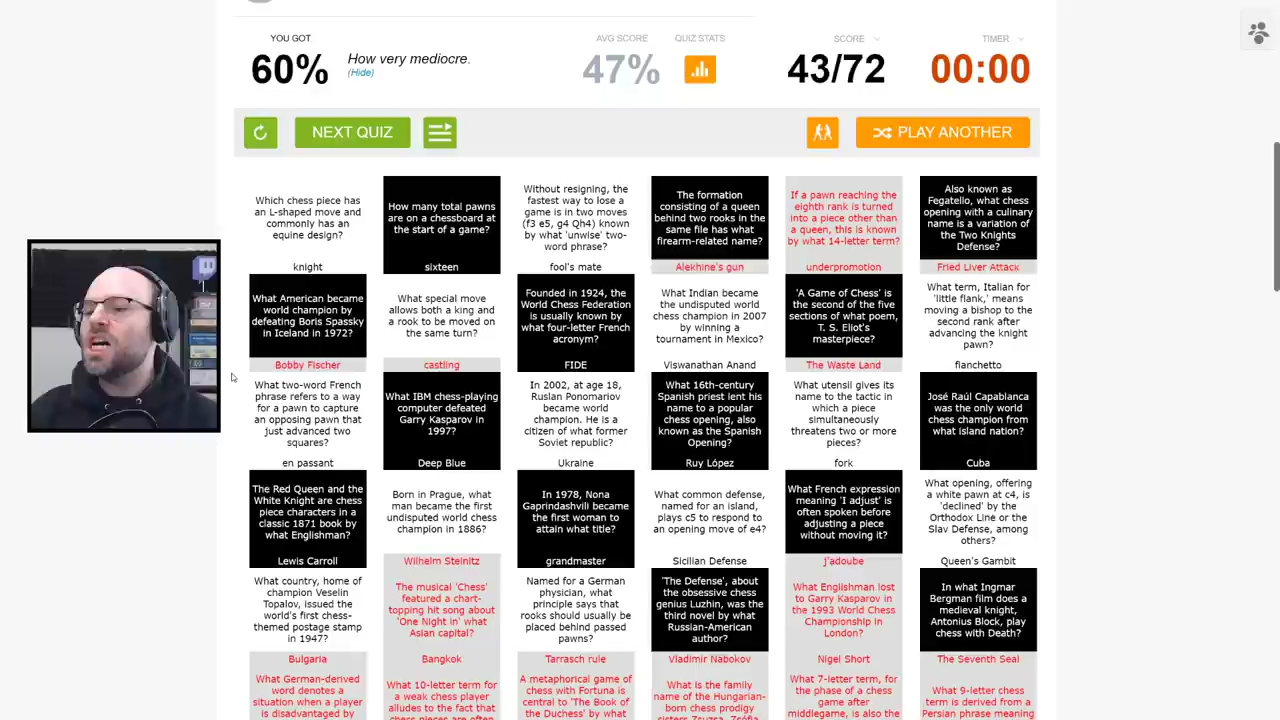 YOU GOT
AVG SCORE
QUIZ STATS
SCORE
TIMER
60%
How very mediocre.
(Hide)
47%
43/72
00:00
NEXT QUIZ
PLAY ANOTHER
Which chess piece has
an L-shaped move and
commonly has an
equine design?
knight
How many total pawns
are on a chessboard at
the start of a game?
sixteen
Without resigning, the
fastest way to lose a
game is in two moves
(f3 e5, g4 Qh4) known
by what 'unwise' two-
word phrase?
fool's mate
The formation
consisting of a queen
behind two rooks in the
same file has what
firearm-related name?
Alekhine's gun
If a pawn reaching the
eighth rank is turned
into a piece other than
a queen, this is known
by what 14-letter term?
underpromotion
Also known as
Fegatello, what chess
opening with a culinary
name is a variation of
the Two Knights
Defense?
Fried Liver Attack
What American became
world champion by
defeating Boris Spassky
in Iceland in 1972?
Bobby Fischer
What special move
allows both a king and
a rook to be moved on
the same turn?
castling
Founded in 1924, the
World Chess Federation
is usually known by
what four-letter French
acronym?
FIDE
What Indian became
the undisputed world
chess champion in 2007
by winning a
tournament in Mexico?
Viswanathan Anand
'A Game of Chess' is
the second of the five
sections of what poem,
T. S. Eliot's
masterpiece?
The Waste Land
What term, Italian for
'little flank,' means
moving a bishop to the
second rank after
advancing the knight
pawn?
fianchetto
What two-word French
phrase refers to a way
for a pawn to capture
an opposing pawn that
just advanced two
squares?
en passant
What IBM chess-playing
computer defeated
Garry Kasparov in
1997?
Deep Blue
In 2002, at age 18,
Ruslan Ponomariov
became world
champion. He is a
citizen of what former
Soviet republic?
Ukraine
What 16th-century
Spanish priest lent his
name to a popular
chess opening, also
known as the Spanish
Opening?
Ruy López
What utensil gives its
name to the tactic in
which a piece
simultaneously
threatens two or more
pieces?
fork
José Raúl Capablanca
was the only world
chess champion from
what island nation?
Cuba
The Red Queen and the
White Knight are chess
piece characters in a
classic 1871 book by
what Englishman?
Lewis Carroll
Born in Prague, what
man became the first
undisputed world chess
champion in 1886?
Wilhelm Steinitz
In 1978, Nona
Gaprindashvili became
the first woman to
attain what title?
grandmaster
What common defense,
named for an island,
plays c5 to respond to
an opening move of e4?
Sicilian Defense
What French expression
meaning 'I adjust' is
often spoken before
adjusting a piece
without moving it?
j'adoube
What opening, offering
a white pawn at c4, is
'declined' by the
Orthodox Line or the
Slav Defense, among
others?
Queen's Gambit
What country, home of
champion Veselin
Topalov, issued the
world's first chess-
themed postage stamp
in 1947?
Bulgaria
The musical 'Chess'
featured a chart-
topping hit song about
'One Night in' what
Asian capital?
Bangkok
Named for a German
physician, what
principle says that
rooks should usually be
placed behind passed
pawns?
Tarrasch rule
'The Defense', about
the obsessive chess
genius Luzhin, was the
third novel by what
Russian-American
author?
Vladimir Nabokov
What Englishman lost
to Garry Kasparov in
the 1993 World Chess
Championship in
London?
Nigel Short
In what Ingmar
Bergman film does a
medieval knight,
Antonius Block, play
chess with Death?
The Seventh Seal
What German-derived
word denotes a
situation when a player
is disadvantaged by
What 10-letter term for
a weak chess player
alludes to the fact that
chess pieces are often
A metaphorical game of
chess with Fortuna is
central to 'The Book of
the Duchess' by what
What is the family
name of the Hungarian-
born chess prodigy
sisters Zsuzsa, Zsófia,
What 7-letter term, for
the phase of a chess
game after
middlegame, is also the
What 9-letter chess
term is derived from a
Persian phrase meaning